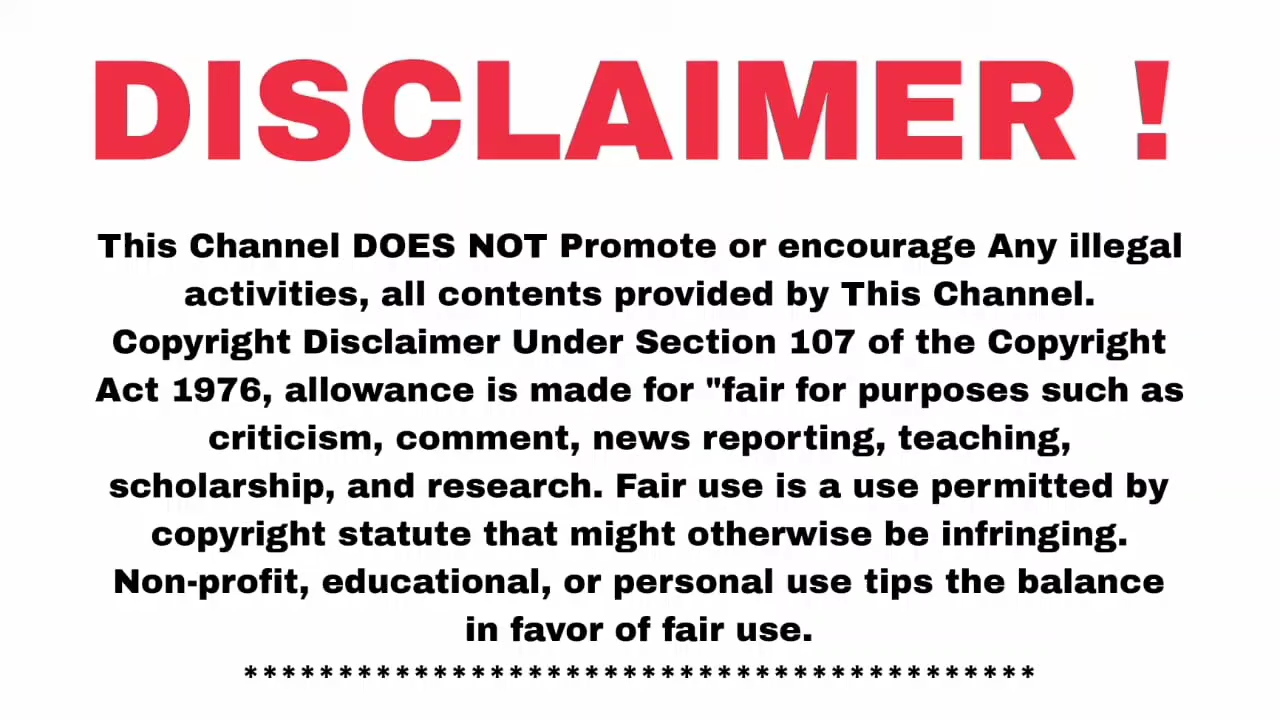 DISCLAIMER !
This Channel DOES NOT Promote or encourage Any illegal
activities, all contents provided by This Channel.
Copyright Disclaimer Under Section 107 of the Copyright
Act 1976, allowance is made for "fair for purposes such as
criticism, comment, news reporting, teaching,
scholarship, and research. Fair use is a use permitted by
copyright statute that might otherwise be infringing.
Non-profit, educational, or personal use tips the balance
in favor of fair use.
******************************************